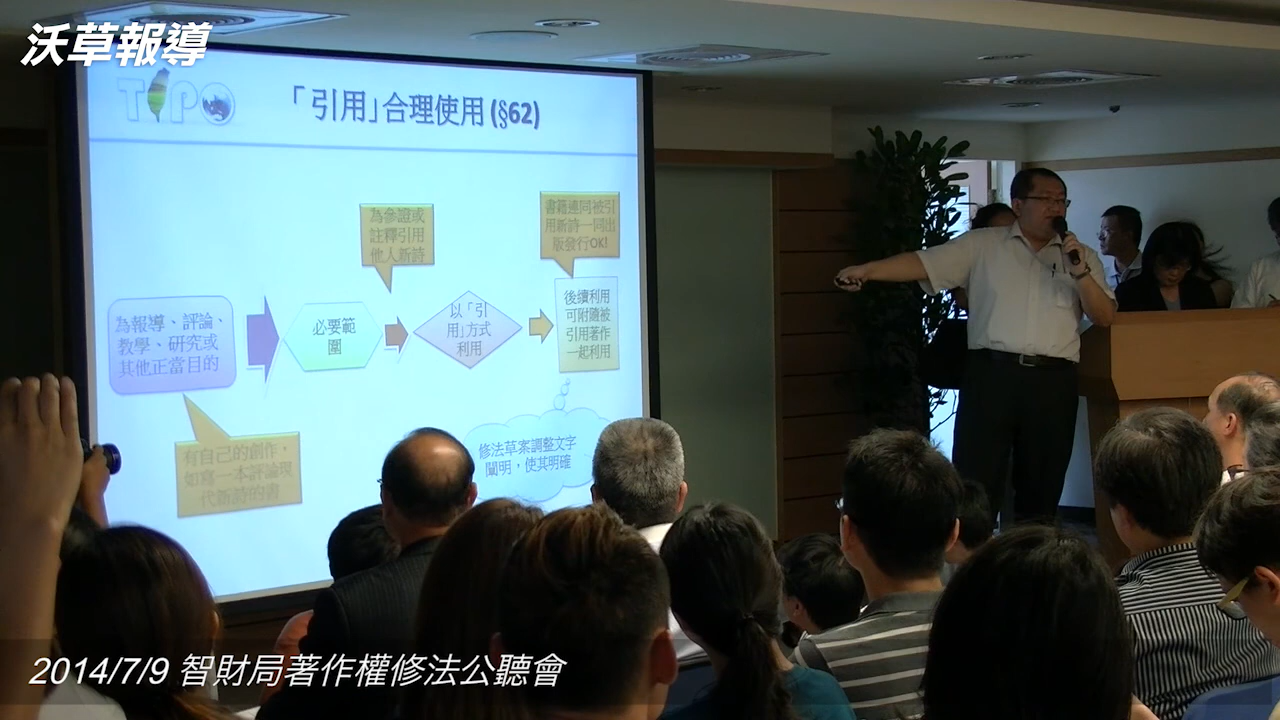 沃草報導
TIPO
「引用」合理使用 (§62)
為參證或
註釋引用
他人新詩
書籍連同被引
用新詩一同出
版發行OK!
為報導、評論、
教學、研究或
其他正當目的
必要範
圍
以「引
用」方式
利用
後續利用
可附隨被
引用著作
一起利用
有自己的創作，
如寫一本評論現
代新詩的書
修法草案調整文字
闡明，使其明確
2014/7/9 智財局著作權修法公聽會